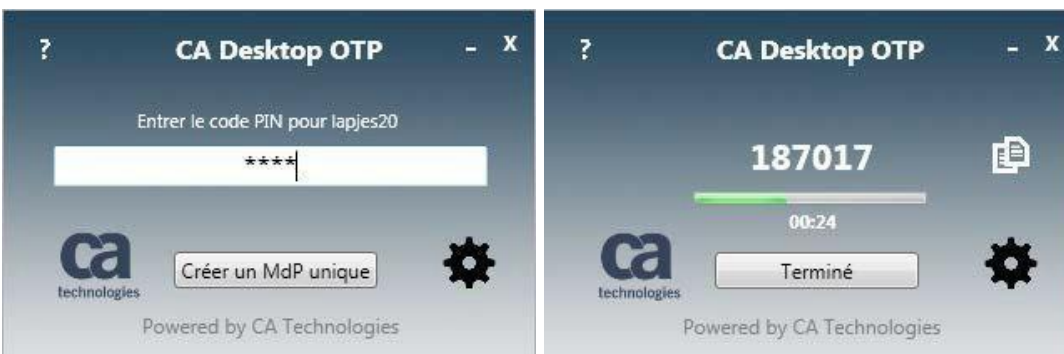 ? CA Desktop OTP - X
Entrer le code PIN pour lapjes20
****
ca
technologies
Créer un MdP unique
Powered by CA Technologies
? CA Desktop OTP - X
187017
00:24
ca
technologies
Terminé
Powered by CA Technologies